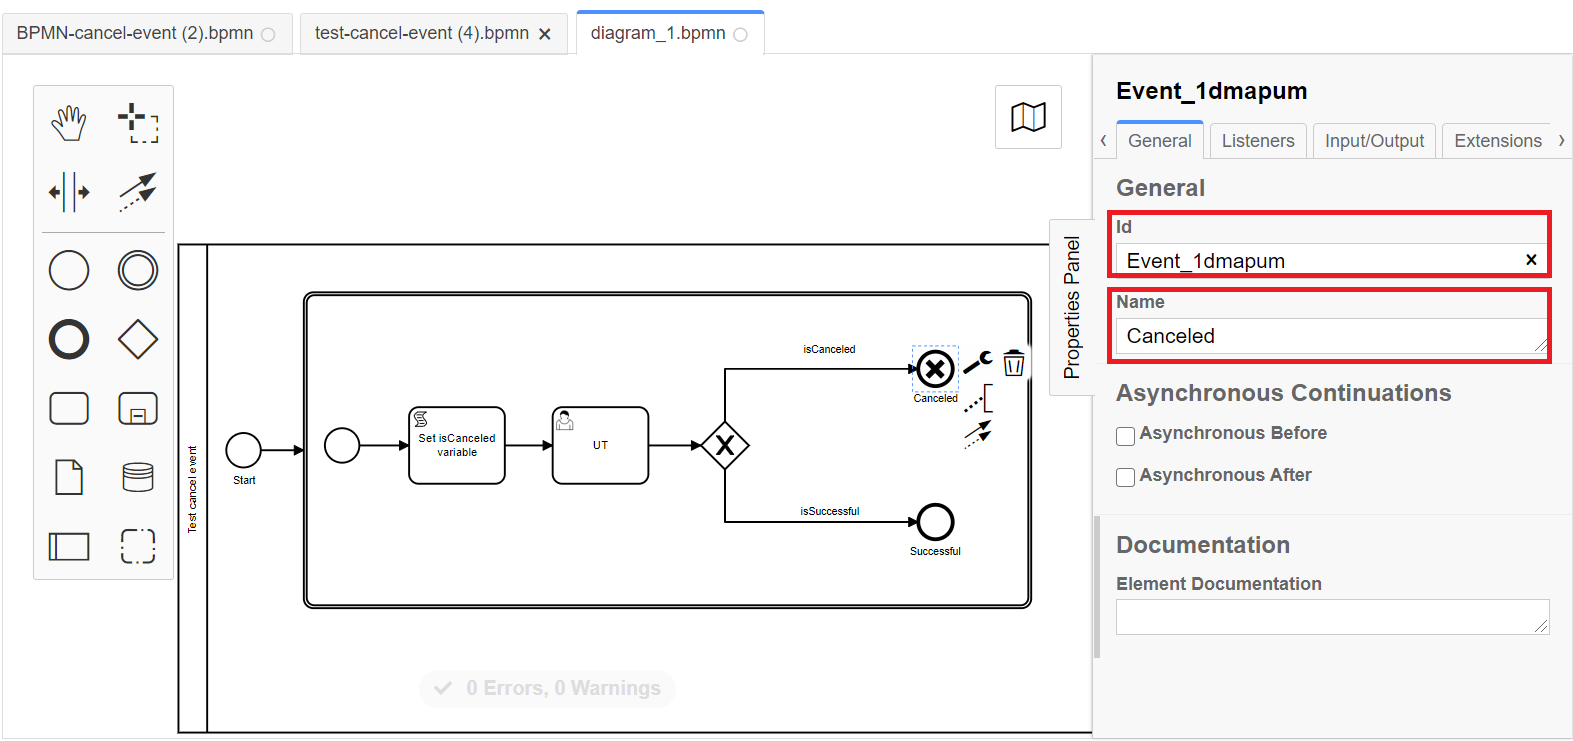 BPMN-cancel-event (2).bpmn
test-cancel-event (4).bpmn
diagram_1.bpmn
Event_1dmapum
General
Listeners
Input/Output
Extensions
General
Id
Event_1dmapum
Name
Canceled
Asynchronous Continuations
Asynchronous Before
Asynchronous After
Documentation
Element Documentation
Properties Panel
Test cancel event
Start
Set isCanceled
variable
UT
isCanceled
Canceled
isSuccessful
Successful
0 Errors, 0 Warnings